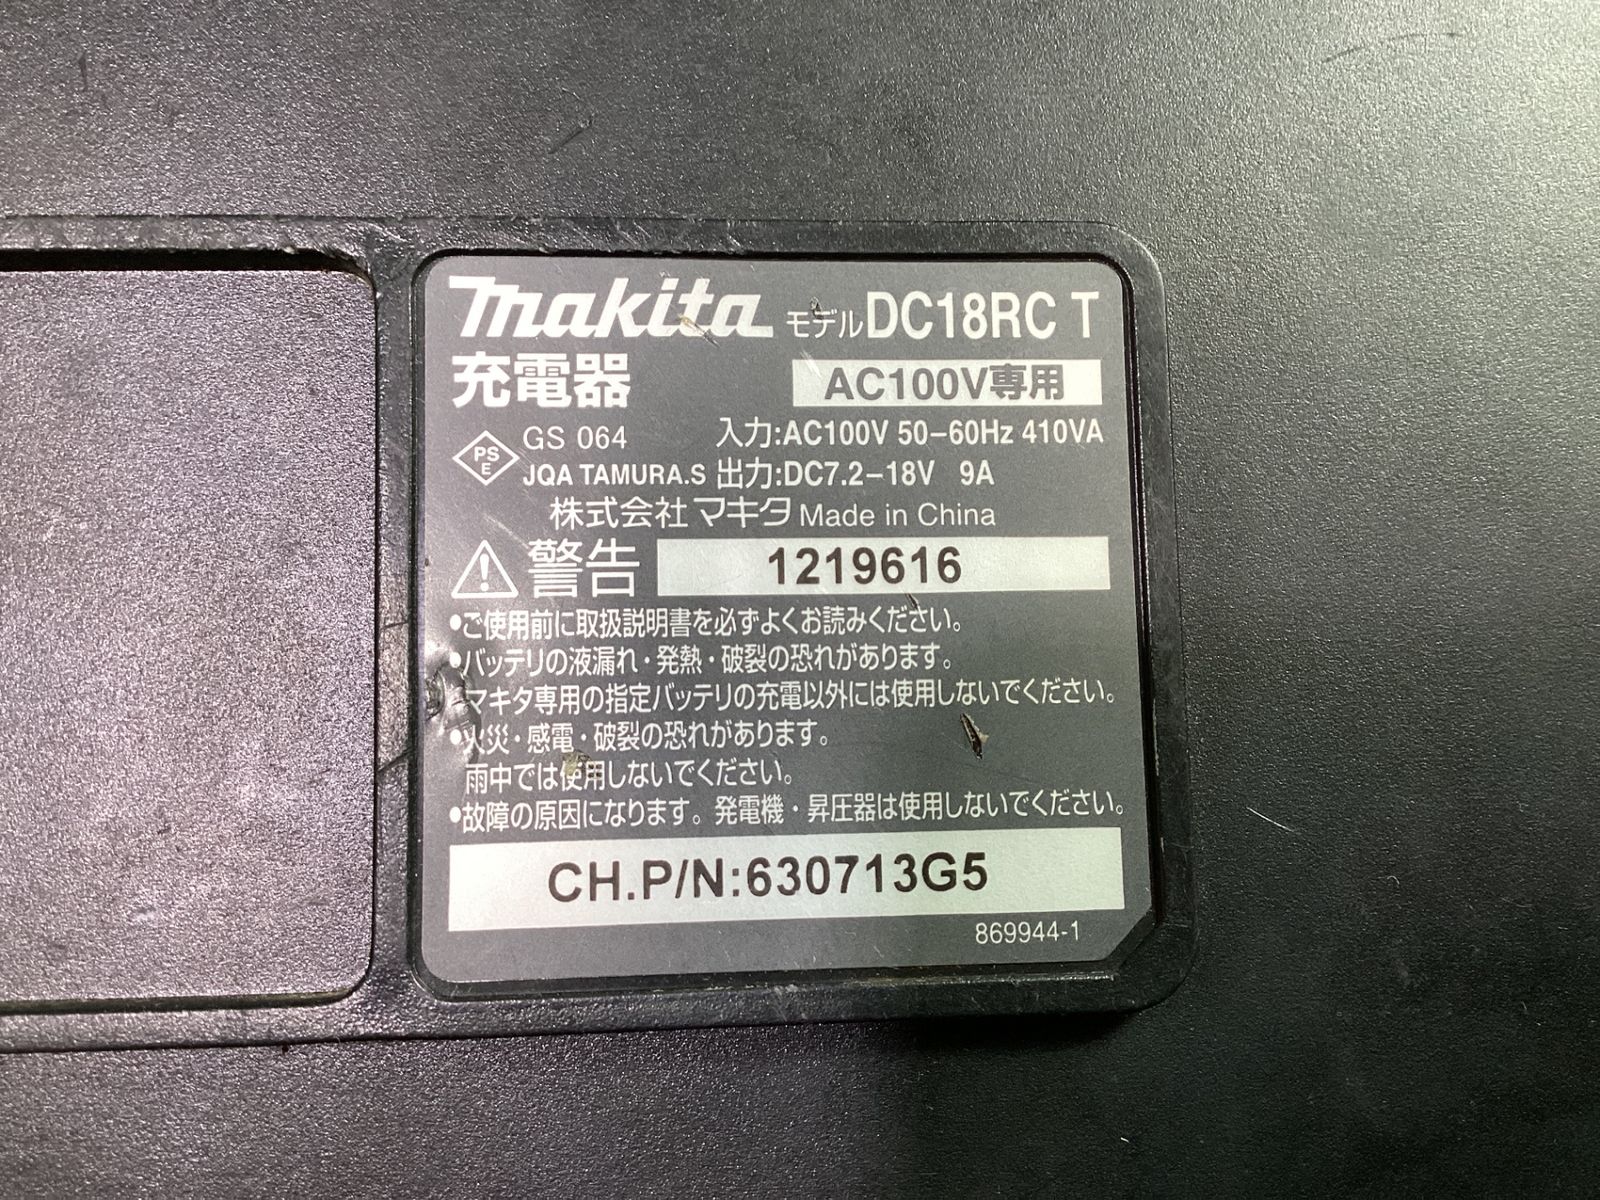 makita モデル DC18RC T
充電器 AC100V専用
PS E GS 064 入力:AC100V 50-60Hz 410VA
JQA TAMURA.S 出力:DC7.2-18V 9A
株式会社マキタ Made in China
警告 1219616
•ご使用前に取扱説明書を必ずよくお読みください。
•バッテリの液漏れ・発熱・破裂の恐れがあります。
マキタ専用の指定バッテリの充電以外には使用しないでください。
•火災・感電・破裂の恐れがあります。
雨中では使用しないでください。
•故障の原因になります。発電機・昇圧器は使用しないでください。
CH.P/N:630713G5
869944-1